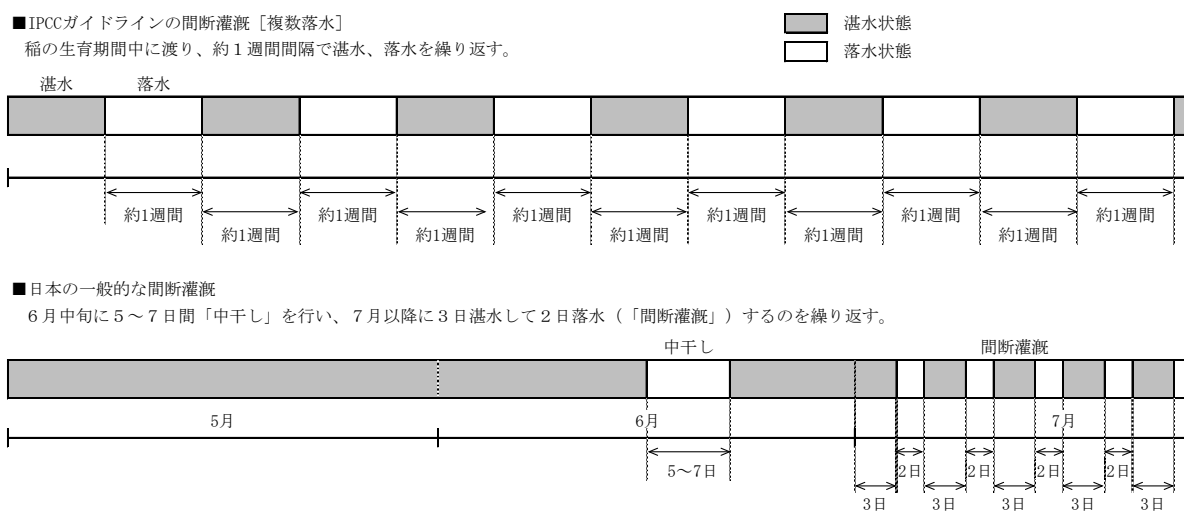 ■IPCCガイドラインの間断灌漑［複数落水］
稲の生育期間中に渡り、約１週間間隔で湛水、落水を繰り返す。
湛水状態
落水状態
湛水 落水
約1週間 約1週間 約1週間 約1週間 約1週間 約1週間
約1週間 約1週間 約1週間 約1週間 約1週間
■日本の一般的な間断灌漑
６月中旬に５～７日間「中干し」を行い、７月以降に３日湛水して２日落水（「間断灌漑」）するのを繰り返す。
中干し 間断灌漑
5月 6月 7月
5～7日 2日 2日 2日 2日
3日 3日 3日 3日 3日